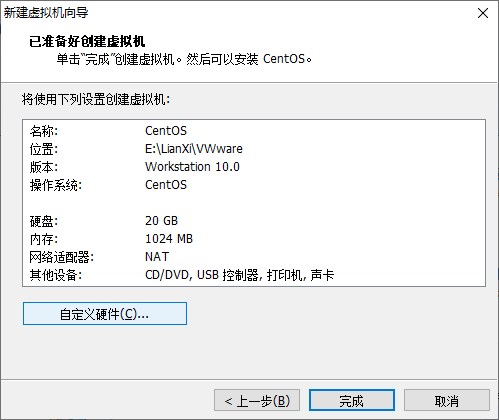 新建虚拟机向导
已准备好创建虚拟机
单击“完成”创建虚拟机。然后可以安装 CentOS。
将使用下列设置创建虚拟机:
名称: CentOS
位置: E:\LianXi\VWware
版本: Workstation 10.0
操作系统: CentOS
硬盘: 20 GB
内存: 1024 MB
网络适配器: NAT
其他设备: CD/DVD, USB 控制器, 打印机, 声卡
自定义硬件(C)...
< 上一步(B) 完成 取消